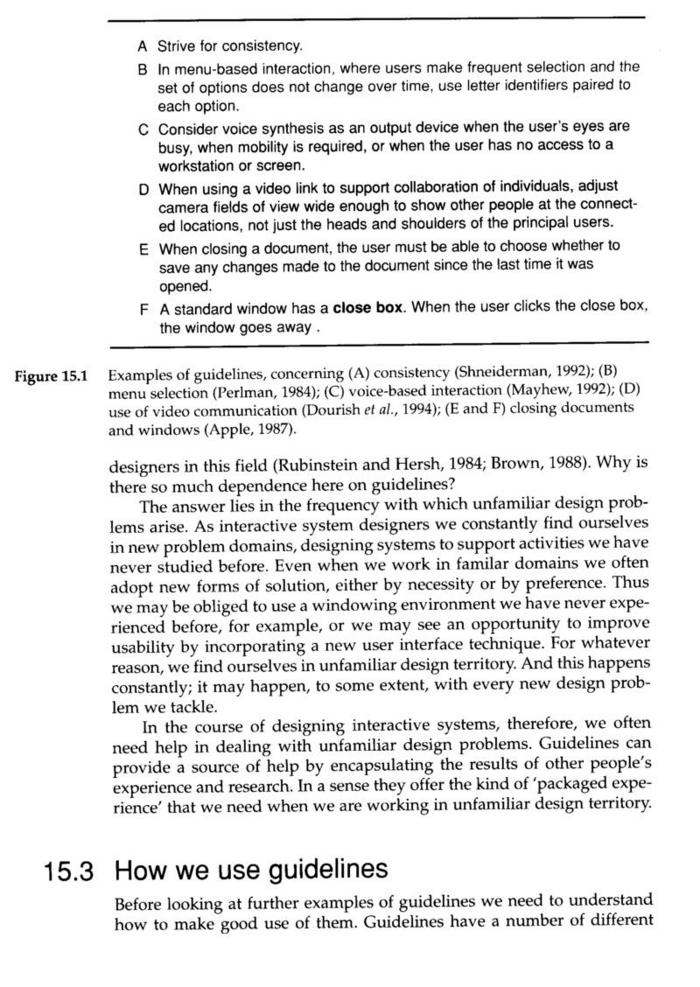 A Strive for consistency.
B In menu-based interaction, where users make frequent selection and the
set of options does not change over time, use letter identifiers paired to
each option.
C Consider voice synthesis as an output device when the user's eyes are
busy, when mobility is required, or when the user has no access to a
workstation or screen.
D When using a video link to support collaboration of individuals, adjust
camera fields of view wide enough to show other people at the connect-
ed locations, not just the heads and shoulders of the principal users.
E When closing a document, the user must be able to choose whether to
save any changes made to the document since the last time it was
opened.
F A standard window has a close box. When the user clicks the close box,
the window goes away .
Figure 15.1 Examples of guidelines, concerning (A) consistency (Shneiderman, 1992); (B)
menu selection (Perlman, 1984); (C) voice-based interaction (Mayhew, 1992); (D)
use of video communication (Dourish et al., 1994); (E and F) closing documents
and windows (Apple, 1987).
designers in this field (Rubinstein and Hersh, 1984; Brown, 1988). Why is
there so much dependence here on guidelines?
The answer lies in the frequency with which unfamiliar design prob-
lems arise. As interactive system designers we constantly find ourselves
in new problem domains, designing systems to support activities we have
never studied before. Even when we work in familar domains we often
adopt new forms of solution, either by necessity or by preference. Thus
we may be obliged to use a windowing environment we have never expe-
rienced before, for example, or we may see an opportunity to improve
usability by incorporating a new user interface technique. For whatever
reason, we find ourselves in unfamiliar design territory. And this happens
constantly; it may happen, to some extent, with every new design prob-
lem we tackle.
In the course of designing interactive systems, therefore, we often
need help in dealing with unfamiliar design problems. Guidelines can
provide a source of help by encapsulating the results of other people's
experience and research. In a sense they offer the kind of 'packaged expe-
rience' that we need when we are working in unfamiliar design territory.
15.3 How we use guidelines
Before looking at further examples of guidelines we need to understand
how to make good use of them. Guidelines have a number of different